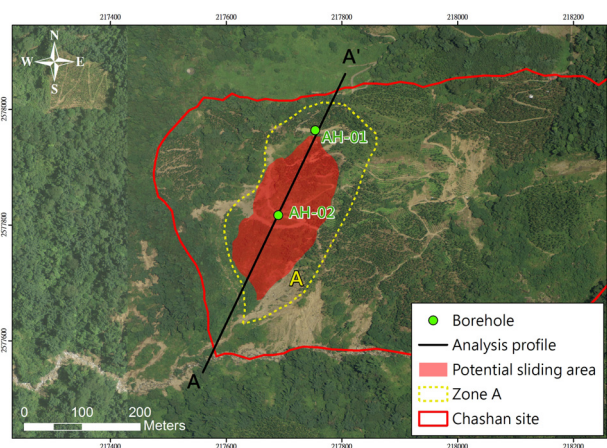 217400 217600 217800 218000 218200
N
W E
S
A'
2578000
AH-01
AH-02
2577800
A
2577600
A
0 100 200
Meters
Borehole
Analysis profile
Potential sliding area
Zone A
Chashan site
217400 217600 217800 218000 218200